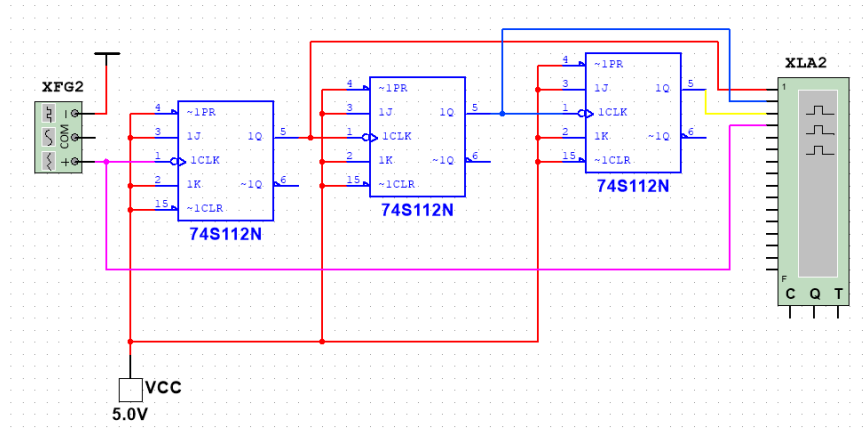 XFG2
COM
4 ~1PR
3 1J 1Q 5
1 1CLK
2 1K ~1Q 6
15 ~1CLR
74S112N
4 ~1PR
3 1J 1Q 5
1 1CLK
2 1K ~1Q 6
15 ~1CLR
74S112N
4 ~1PR
3 1J 1Q 5
1 1CLK
2 1K ~1Q 6
15 ~1CLR
74S112N
XLA2
1
F
C Q T
VCC
5.0V